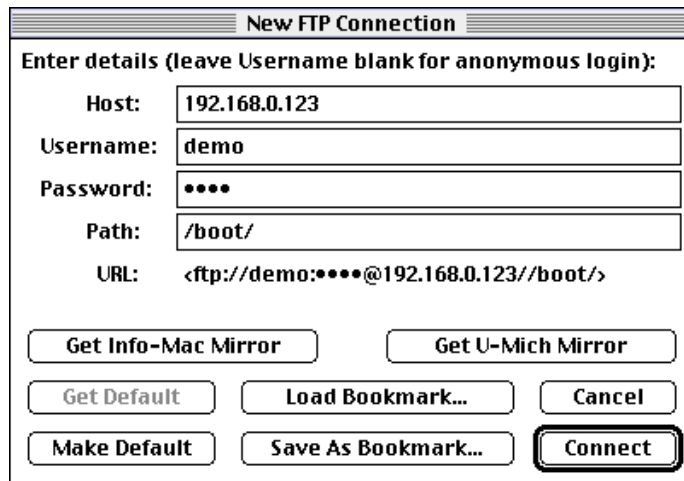 New FTP Connection
Enter details (leave Username blank for anonymous login):
Host: 192.168.0.123
Username: demo
Password: ••••
Path: /boot/
URL: <ftp://demo:••••@192.168.0.123//boot/>
Get Info-Mac Mirror Get U-Mich Mirror
Get Default Load Bookmark... Cancel
Make Default Save As Bookmark... Connect